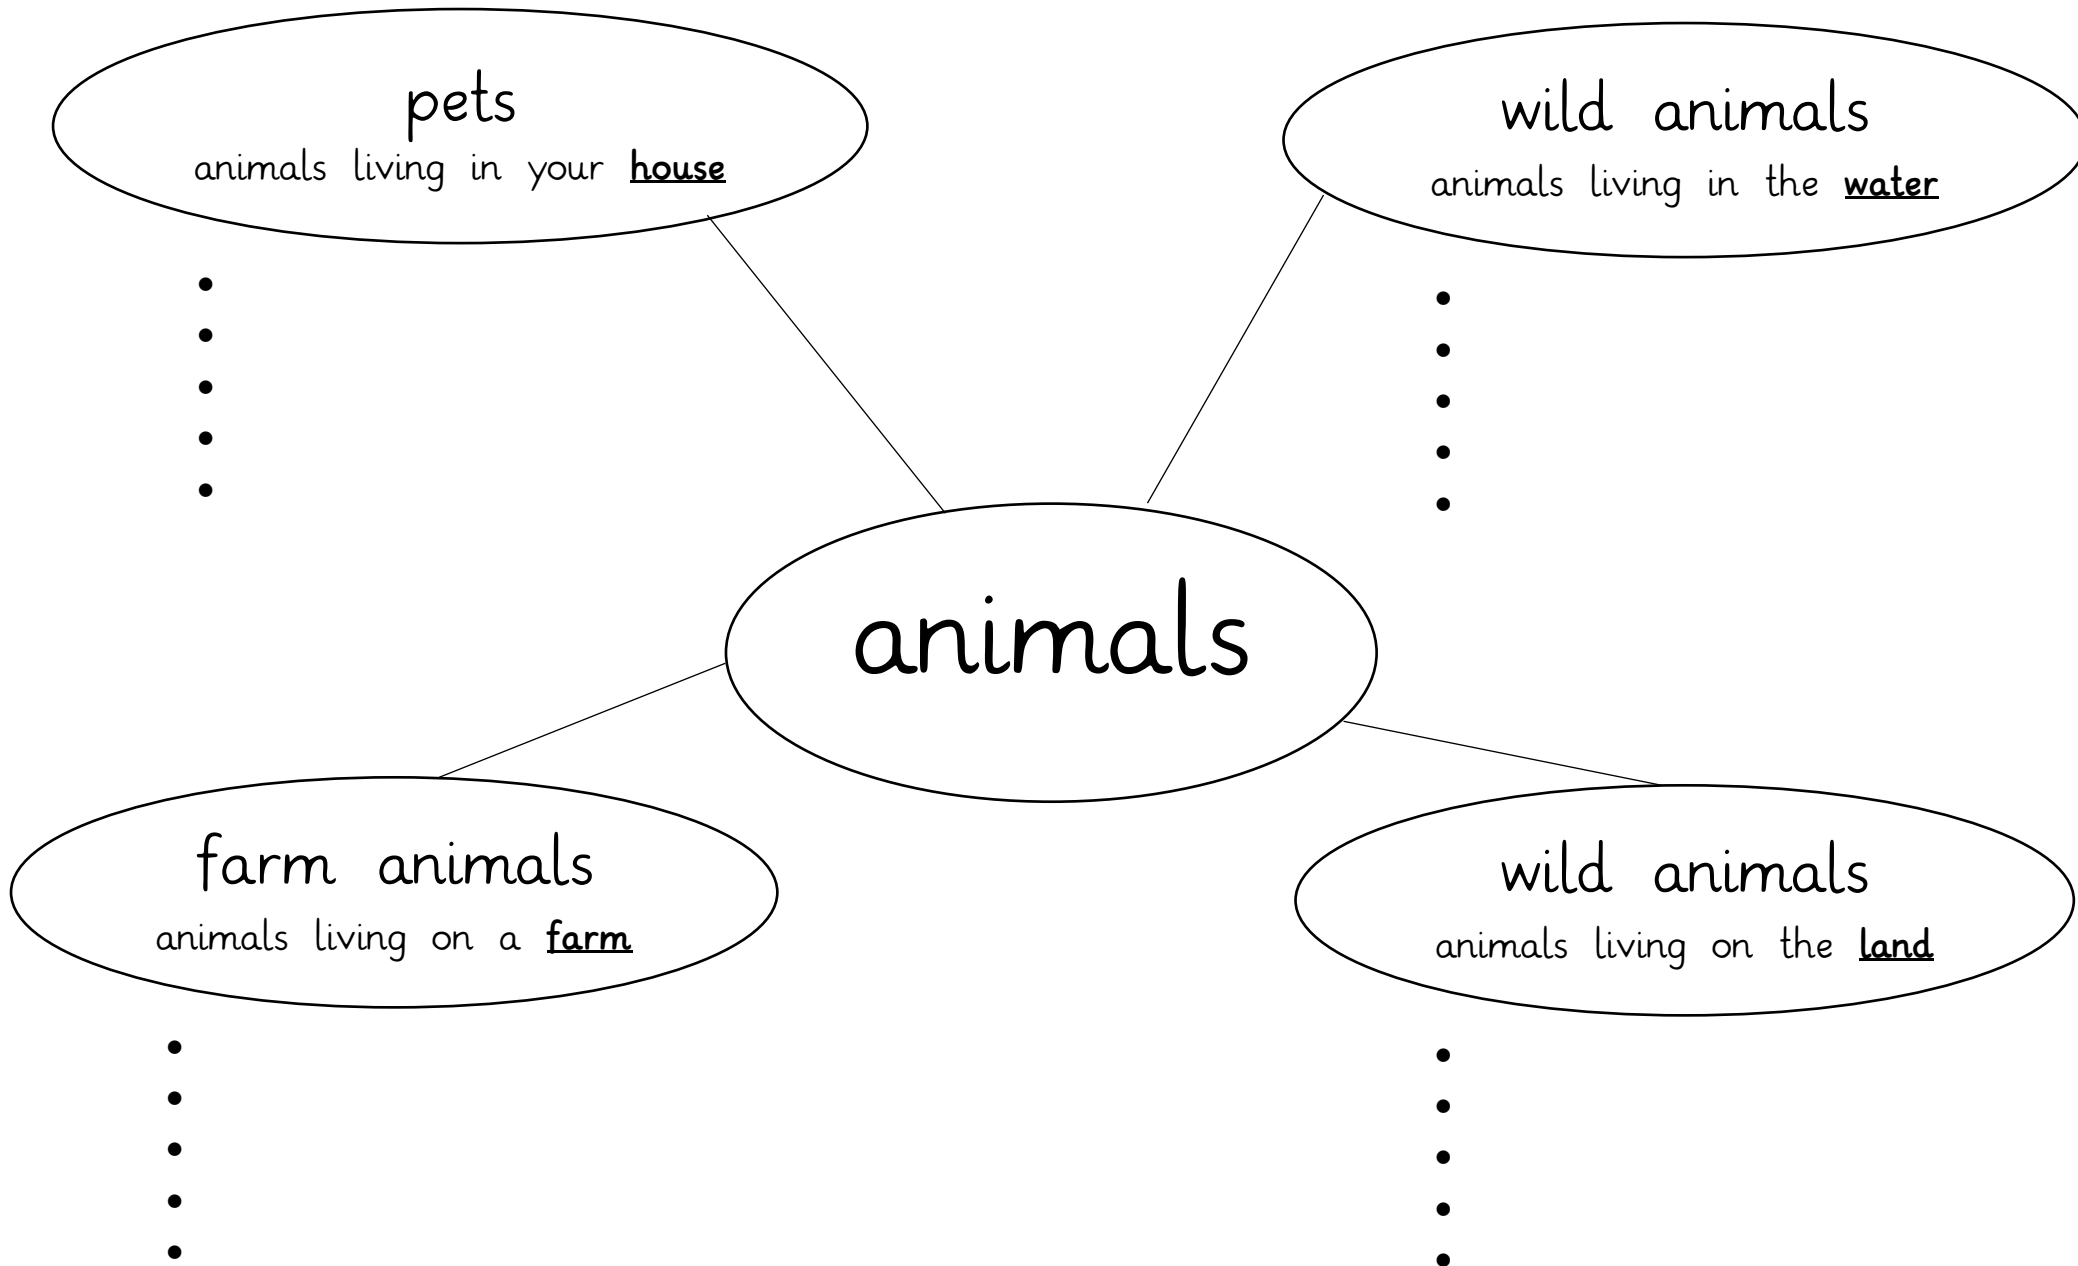 pets
animals living in your house
wild animals
animals living in the water
animals
farm animals
animals living on a farm
wild animals
animals living on the land